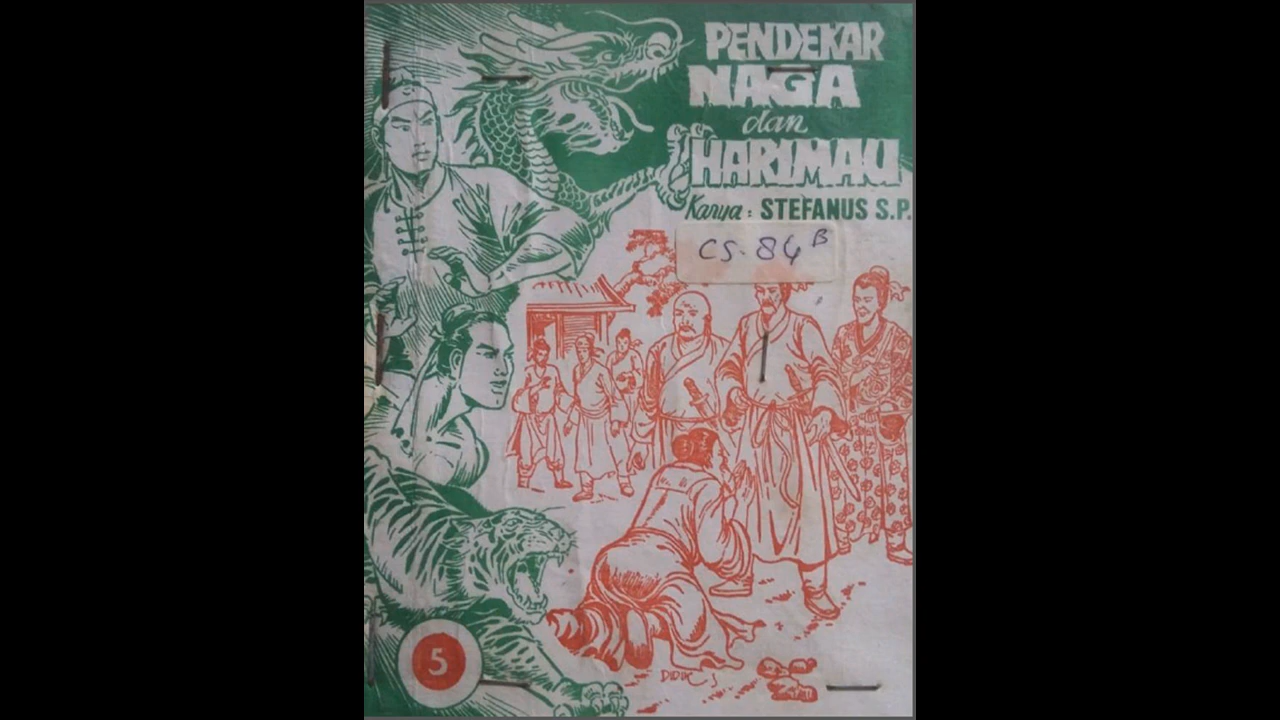 PENDEKAR
NAGA
dan
HARIMAU
Karya : STEFANUS S.P.
CS. 84 B
5